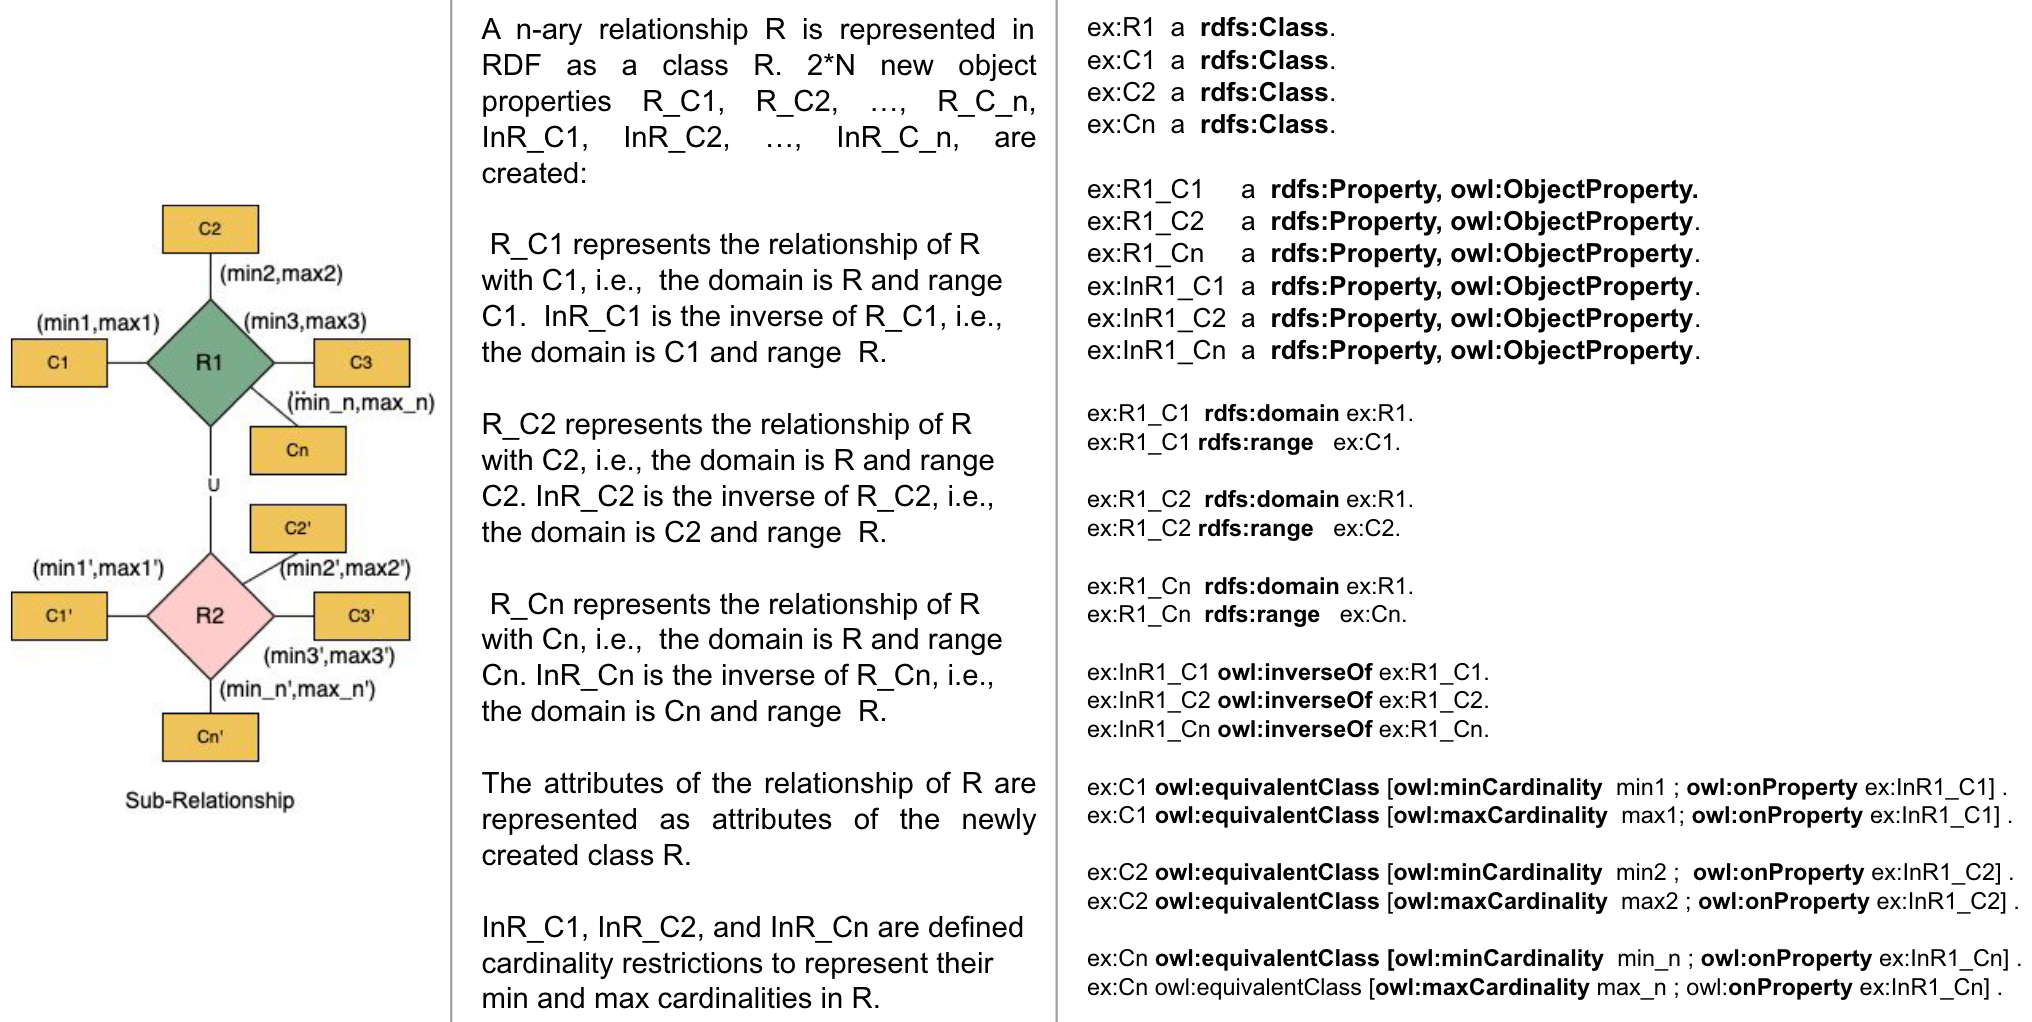 C2
(min2,max2)
(min1,max1)
(min3,max3)
C1
R1
C3
...
(min_n,max_n)
Cn
U
C2'
(min1',max1')
(min2',max2')
C1'
R2
C3'
(min3',max3')
(min_n',max_n')
Cn'
Sub-Relationship
A n-ary relationship R is represented in
RDF as a class R. 2*N new object
properties R_C1, R_C2, …, R_C_n,
InR_C1, InR_C2, …, InR_C_n, are
created:
R_C1 represents the relationship of R
with C1, i.e., the domain is R and range
C1. InR_C1 is the inverse of R_C1, i.e.,
the domain is C1 and range R.
R_C2 represents the relationship of R
with C2, i.e., the domain is R and range
C2. InR_C2 is the inverse of R_C2, i.e.,
the domain is C2 and range R.
R_Cn represents the relationship of R
with Cn, i.e., the domain is R and range
Cn. InR_Cn is the inverse of R_Cn, i.e.,
the domain is Cn and range R.
The attributes of the relationship of R are
represented as attributes of the newly
created class R.
InR_C1, InR_C2, and InR_Cn are defined
cardinality restrictions to represent their
min and max cardinalities in R.
ex:R1 a rdfs:Class.
ex:C1 a rdfs:Class.
ex:C2 a rdfs:Class.
ex:Cn a rdfs:Class.
ex:R1_C1 a rdfs:Property, owl:ObjectProperty.
ex:R1_C2 a rdfs:Property, owl:ObjectProperty.
ex:R1_Cn a rdfs:Property, owl:ObjectProperty.
ex:InR1_C1 a rdfs:Property, owl:ObjectProperty.
ex:InR1_C2 a rdfs:Property, owl:ObjectProperty.
ex:InR1_Cn a rdfs:Property, owl:ObjectProperty.
ex:R1_C1 rdfs:domain ex:R1.
ex:R1_C1 rdfs:range ex:C1.
ex:R1_C2 rdfs:domain ex:R1.
ex:R1_C2 rdfs:range ex:C2.
ex:R1_Cn rdfs:domain ex:R1.
ex:R1_Cn rdfs:range ex:Cn.
ex:InR1_C1 owl:inverseOf ex:R1_C1.
ex:InR1_C2 owl:inverseOf ex:R1_C2.
ex:InR1_Cn owl:inverseOf ex:R1_Cn.
ex:C1 owl:equivalentClass [owl:minCardinality min1 ; owl:onProperty ex:InR1_C1] .
ex:C1 owl:equivalentClass [owl:maxCardinality max1; owl:onProperty ex:InR1_C1] .
ex:C2 owl:equivalentClass [owl:minCardinality min2 ; owl:onProperty ex:InR1_C2] .
ex:C2 owl:equivalentClass [owl:maxCardinality max2 ; owl:onProperty ex:InR1_C2] .
ex:Cn owl:equivalentClass [owl:minCardinality min_n ; owl:onProperty ex:InR1_Cn] .
ex:Cn owl:equivalentClass [owl:maxCardinality max_n ; owl:onProperty ex:InR1_Cn] .